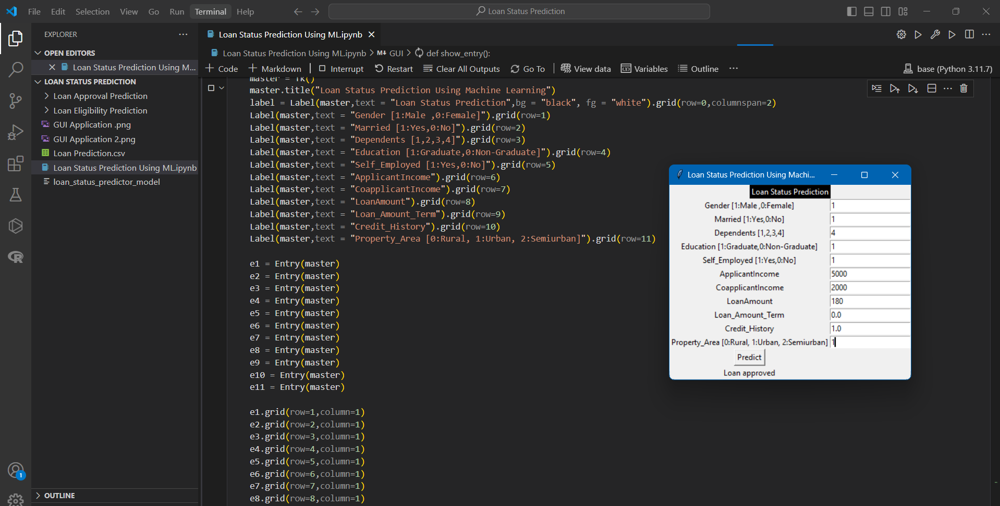 File Edit Selection View Go Run Terminal Help
Loan Status Prediction
EXPLORER
OPEN EDITORS
Loan Status Prediction Using M...
LOAN STATUS PREDICTION
Loan Approval Prediction
Loan Eligibility Prediction
GUI Application .png
GUI Application 2.png
Loan Prediction.csv
Loan Status Prediction Using ML.ipynb
loan_status_predictor_model
1
OUTLINE
Loan Status Prediction Using ML.ipynb
Loan Status Prediction Using ML.ipynb > M↓ GUI > def show_entry():
+ Code + Markdown | Interrupt Restart Clear All Outputs Go To | View data Variables Outline ...
base (Python 3.11.7)
master = Tk()
master.title("Loan Status Prediction Using Machine Learning")
label = Label(master,text = "Loan Status Prediction",bg = "black", fg = "white").grid(row=0,columnspan=2)
Label(master,text = "Gender [1:Male ,0:Female]").grid(row=1)
Label(master,text = "Married [1:Yes,0:No]").grid(row=2)
Label(master,text = "Dependents [1,2,3,4]").grid(row=3)
Label(master,text = "Education [1:Graduate,0:Non-Graduate]").grid(row=4)
Label(master,text = "Self_Employed [1:Yes,0:No]").grid(row=5)
Label(master,text = "ApplicantIncome").grid(row=6)
Label(master,text = "CoapplicantIncome").grid(row=7)
Label(master,text = "LoanAmount").grid(row=8)
Label(master,text = "Loan_Amount_Term").grid(row=9)
Label(master,text = "Credit_History").grid(row=10)
Label(master,text = "Property_Area [0:Rural, 1:Urban, 2:Semiurban]").grid(row=11)
e1 = Entry(master)
e2 = Entry(master)
e3 = Entry(master)
e4 = Entry(master)
e5 = Entry(master)
e6 = Entry(master)
e7 = Entry(master)
e8 = Entry(master)
e9 = Entry(master)
e10 = Entry(master)
e11 = Entry(master)
e1.grid(row=1,column=1)
e2.grid(row=2,column=1)
e3.grid(row=3,column=1)
e4.grid(row=4,column=1)
e5.grid(row=5,column=1)
e6.grid(row=6,column=1)
e7.grid(row=7,column=1)
e8.grid(row=8,column=1)
Loan Status Prediction Using Machi...
Loan Status Prediction
Gender [1:Male ,0:Female] 1
Married [1:Yes,0:No] 1
Dependents [1,2,3,4] 4
Education [1:Graduate,0:Non-Graduate] 1
Self_Employed [1:Yes,0:No] 1
ApplicantIncome 5000
CoapplicantIncome 2000
LoanAmount 180
Loan_Amount_Term 0.0
Credit_History 1.0
Property_Area [0:Rural, 1:Urban, 2:Semiurban] 1
Predict
Loan approved